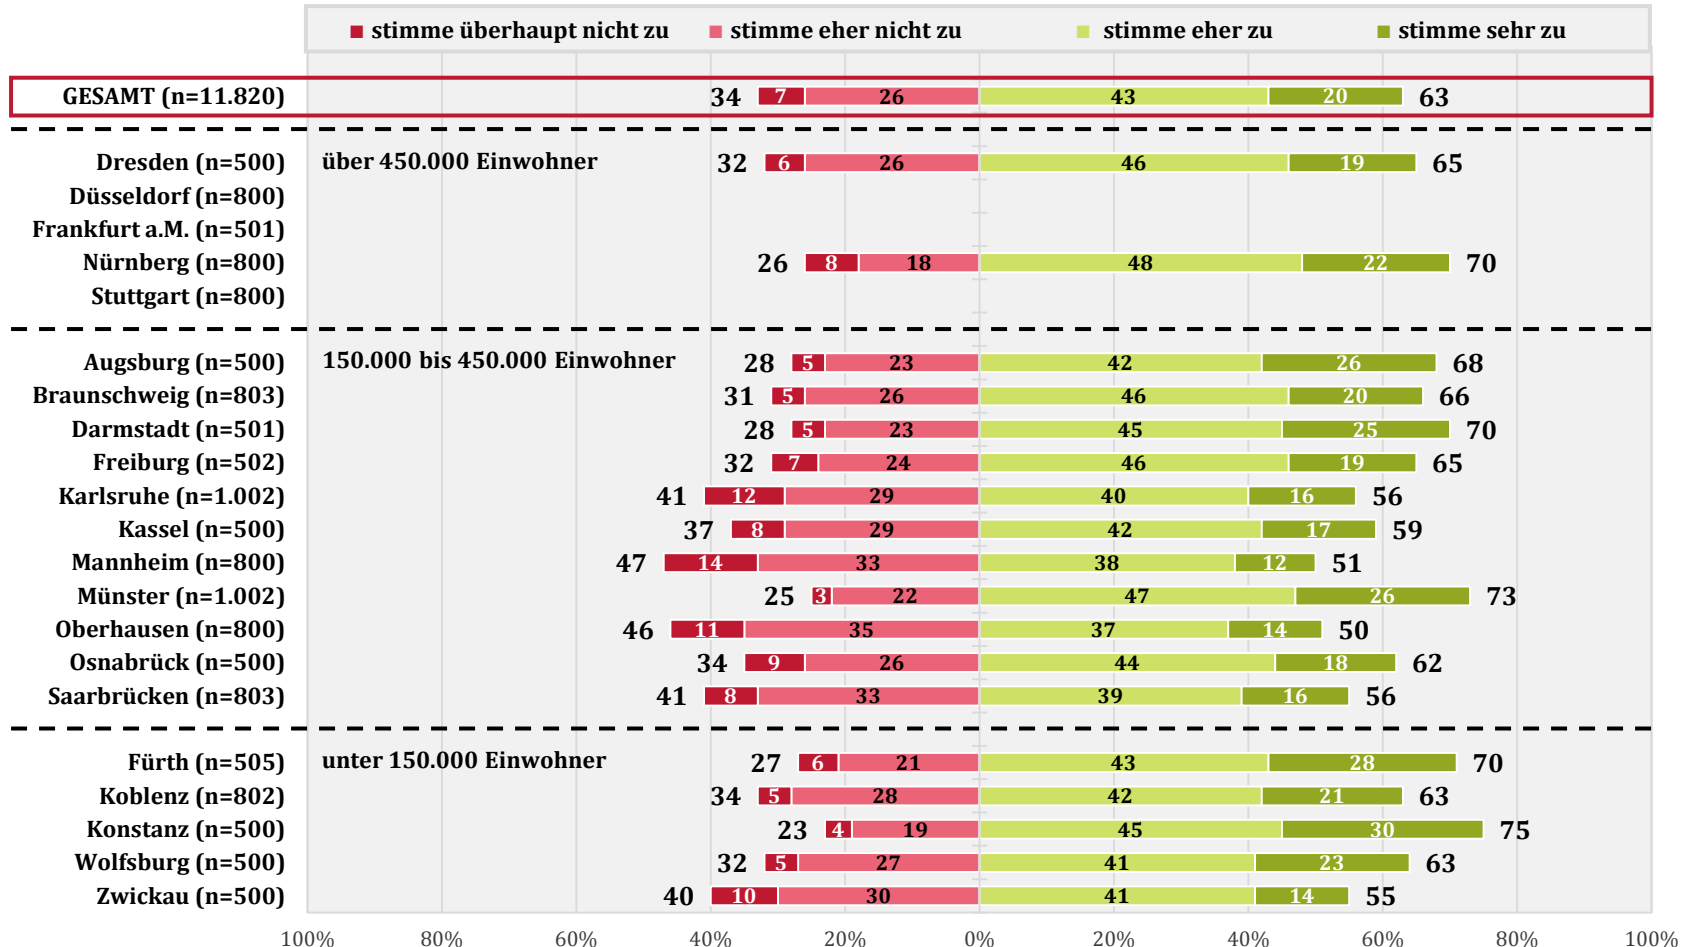 stimme überhaupt nicht zu stimme eher nicht zu stimme eher zu stimme sehr zu
GESAMT (n=11.820) 34 7 26 43 20 63
Dresden (n=500) über 450.000 Einwohner 32 6 26 46 19 65
Düsseldorf (n=800)
Frankfurt a.M. (n=501)
Nürnberg (n=800) 26 8 18 48 22 70
Stuttgart (n=800)
Augsburg (n=500) 150.000 bis 450.000 Einwohner 28 5 23 42 26 68
Braunschweig (n=803) 31 5 26 46 20 66
Darmstadt (n=501) 28 5 23 45 25 70
Freiburg (n=502) 32 7 24 46 19 65
Karlsruhe (n=1.002) 41 12 29 40 16 56
Kassel (n=500) 37 8 29 42 17 59
Mannheim (n=800) 47 14 33 38 12 51
Münster (n=1.002) 25 3 22 47 26 73
Oberhausen (n=800) 46 11 35 37 14 50
Osnabrück (n=500) 34 9 26 44 18 62
Saarbrücken (n=803) 41 8 33 39 16 56
Fürth (n=505) unter 150.000 Einwohner 27 6 21 43 28 70
Koblenz (n=802) 34 5 28 42 21 63
Konstanz (n=500) 23 4 19 45 30 75
Wolfsburg (n=500) 32 5 27 41 23 63
Zwickau (n=500) 40 10 30 41 14 55
100% 80% 60% 40% 20% 0% 20% 40% 60% 80% 100%